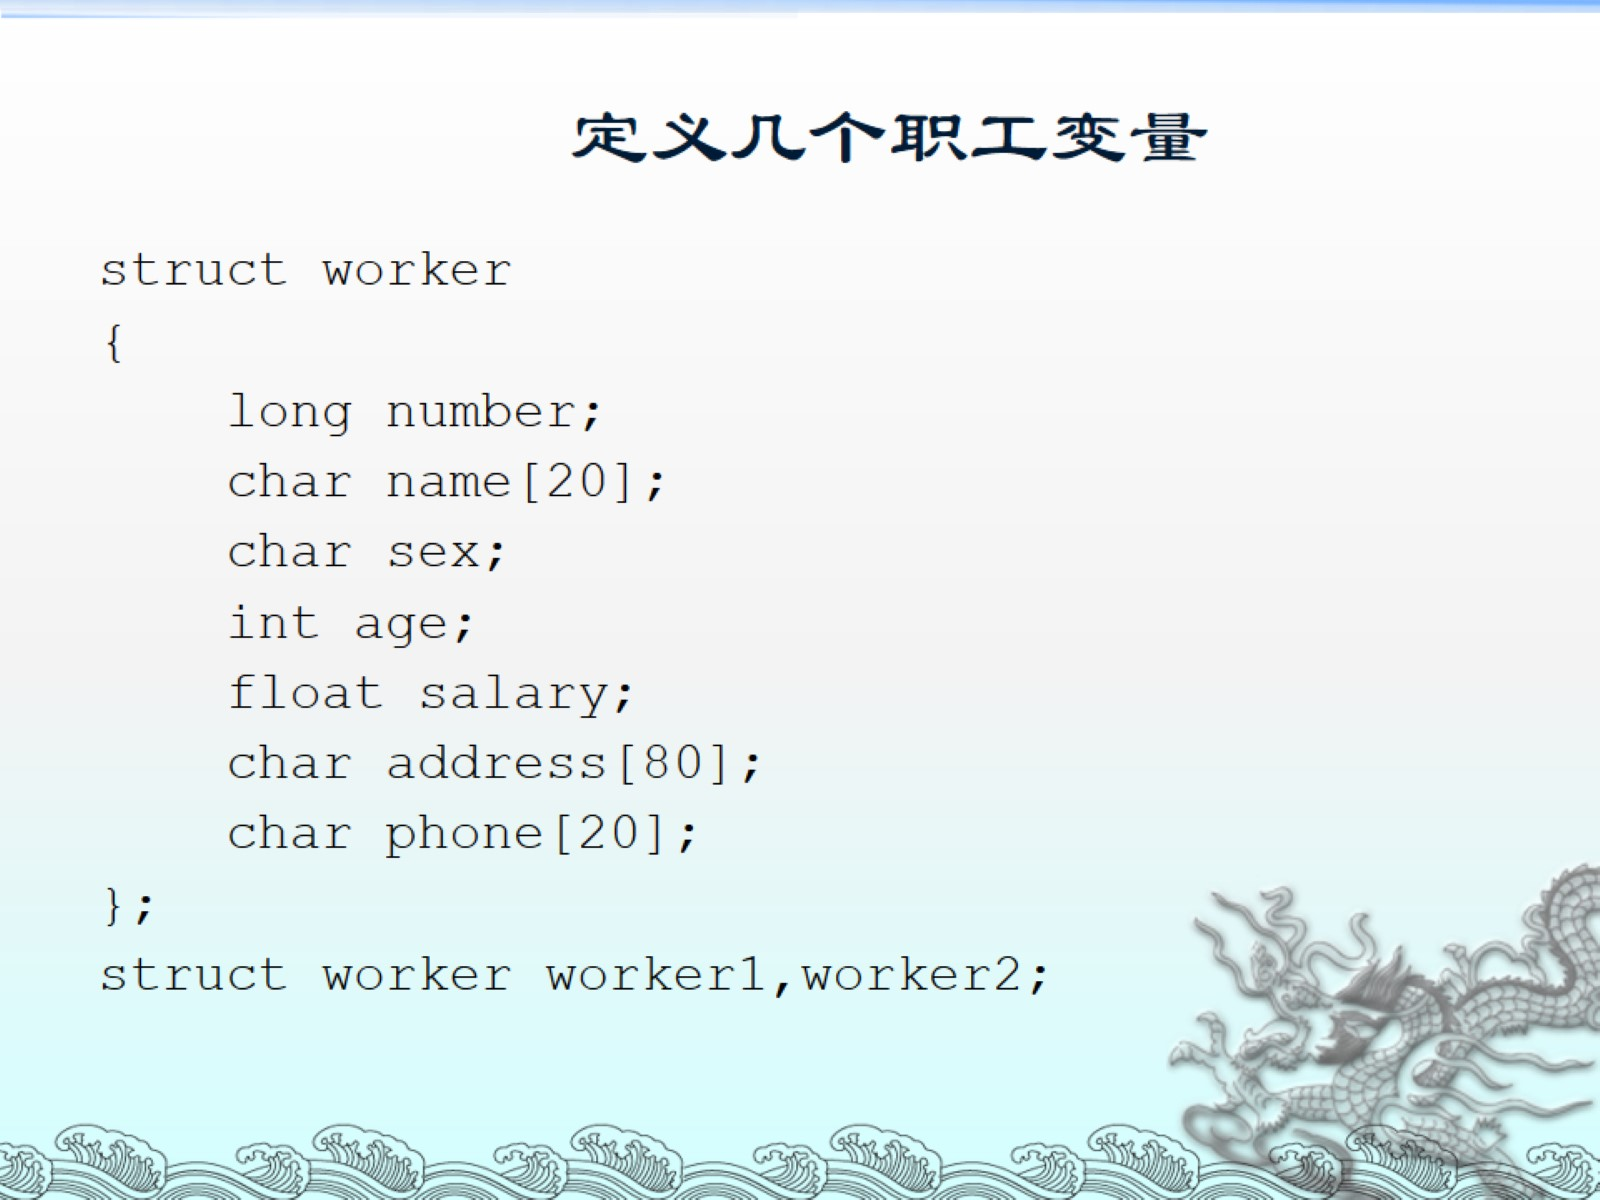 定义几个职工变量
struct worker
{
    long number;
    char name[20];
    char sex;
    int age;
    float salary;
    char address[80];
    char phone[20];
};
struct worker worker1,worker2;